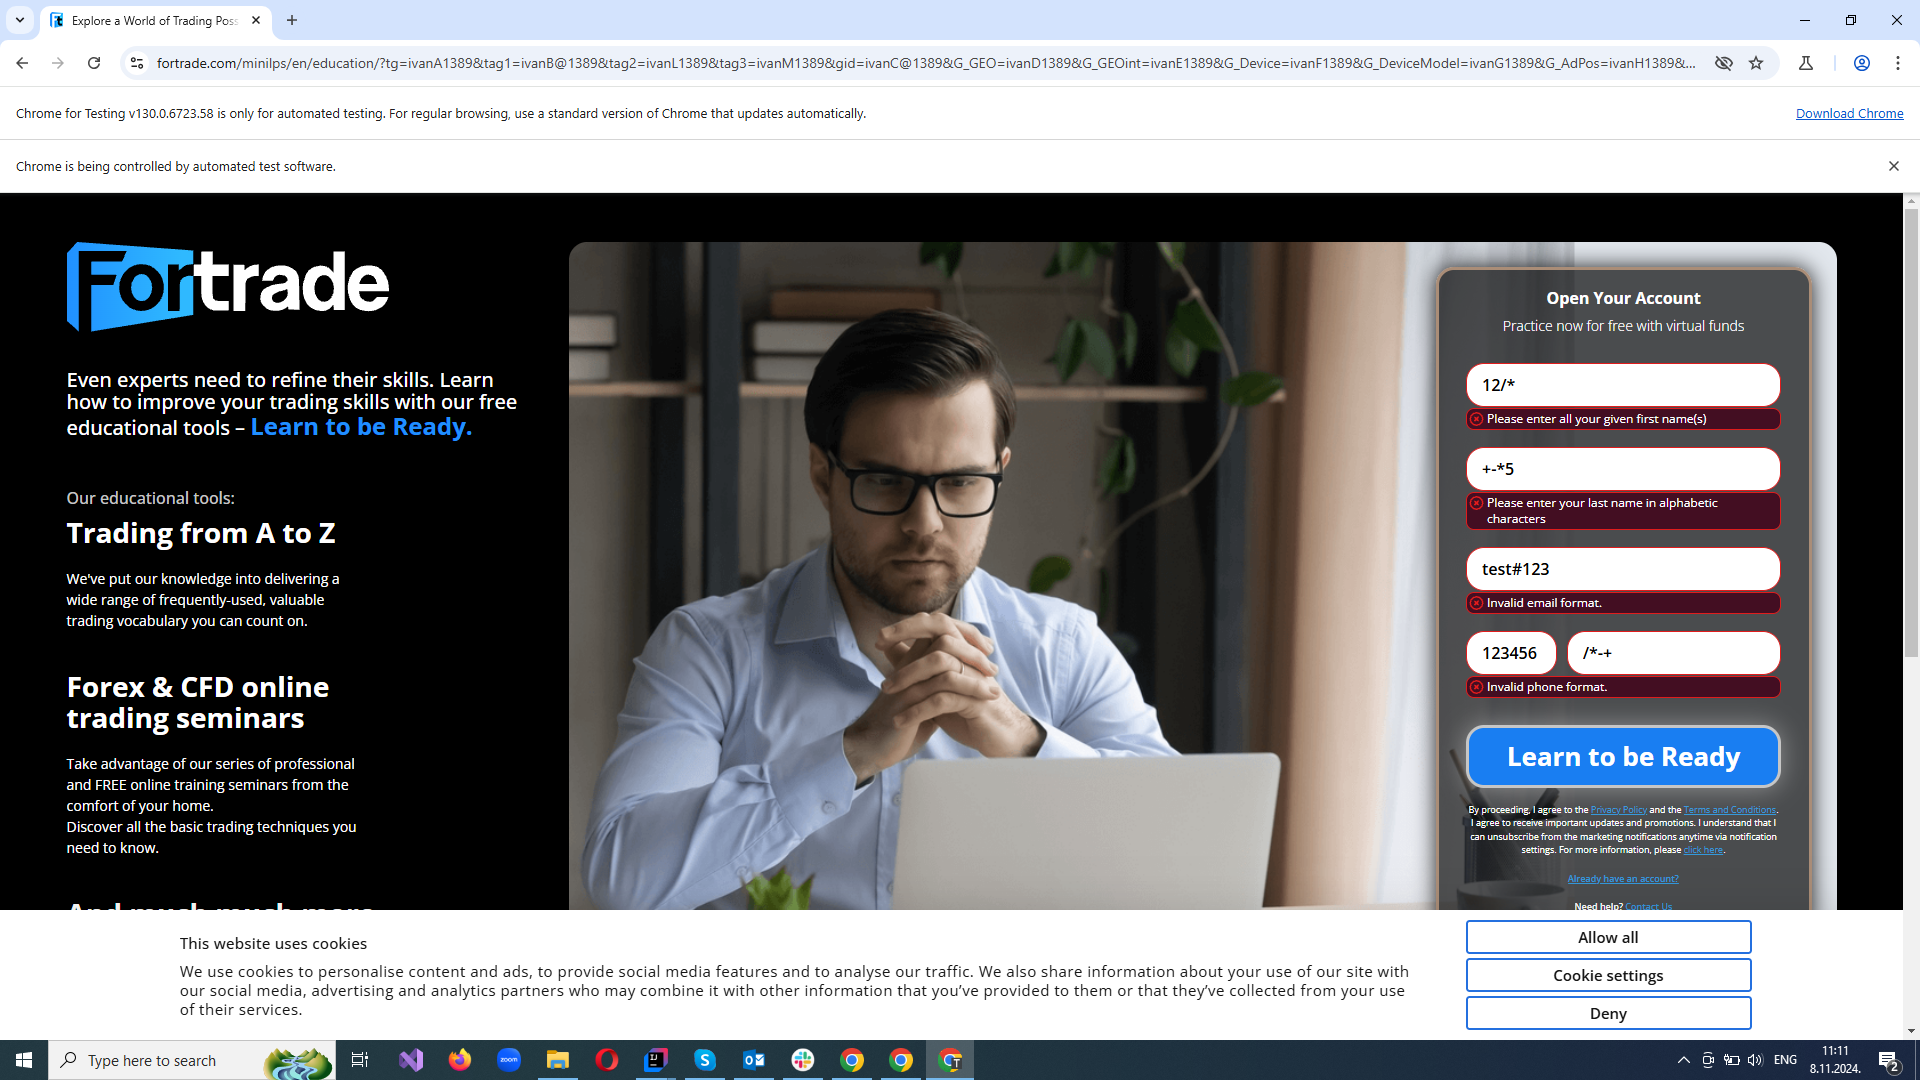 Explore a World of Trading Poss
fortrade.com/minilps/en/education/?tg=ivanA1389&tag1=ivanB@1389&tag2=ivanL1389&tag3=ivanM1389&gid=ivanC@1389&G_GEO=ivanD1389&G_GEOint=ivanE1389&G_Device=ivanF1389&G_DeviceModel=ivanG1389&G_AdPos=ivanH1389&...
Chrome for Testing v130.0.6723.58 is only for automated testing. For regular browsing, use a standard version of Chrome that updates automatically.
Download Chrome
Chrome is being controlled by automated test software.
Fortrade
Even experts need to refine their skills. Learn
how to improve your trading skills with our free
educational tools – Learn to be Ready.
Our educational tools:
Trading from A to Z
We've put our knowledge into delivering a
wide range of frequently-used, valuable
trading vocabulary you can count on.
Forex & CFD online
trading seminars
Take advantage of our series of professional
and FREE online training seminars from the
comfort of your home.
Discover all the basic trading techniques you
need to know.
And much much more
Open Your Account
Practice now for free with virtual funds
12/*
Please enter all your given first name(s)
+-*5
Please enter your last name in alphabetic
characters
test#123
Invalid email format.
123456
/*-+
Invalid phone format.
Learn to be Ready
By proceeding, I agree to the Privacy Policy and the Terms and Conditions.
I agree to receive important updates and promotions. I understand that I
can unsubscribe from the marketing notifications anytime via notification
settings. For more information, please click here.
Already have an account?
Need help? Contact Us
This website uses cookies
We use cookies to personalise content and ads, to provide social media features and to analyse our traffic. We also share information about your use of our site with
our social media, advertising and analytics partners who may combine it with other information that you've provided to them or that they've collected from your use
of their services.
Allow all
Cookie settings
Deny
Type here to search
zoom
ENG
11:11
8.11.2024.
2